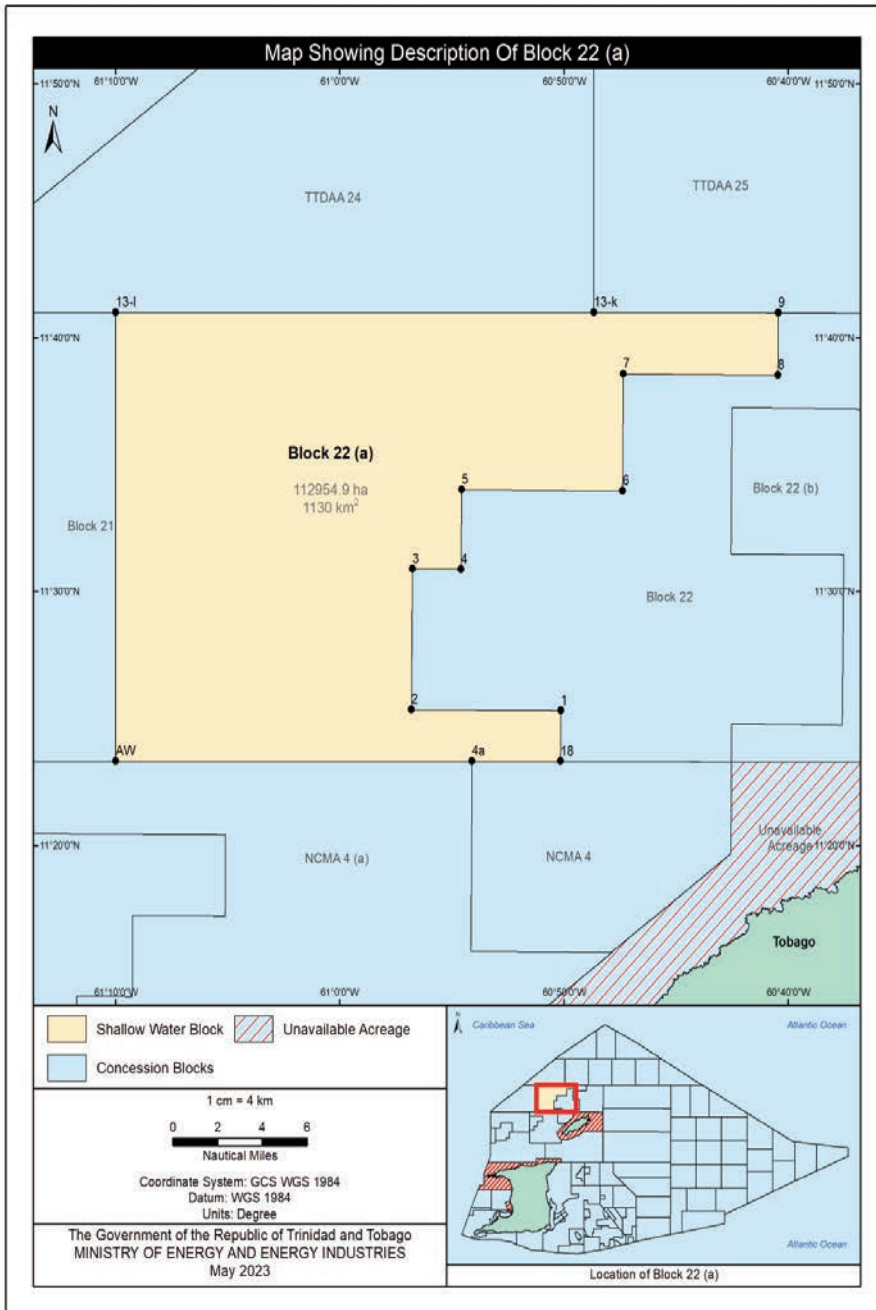 Map Showing Description Of Block 22 (a)
61°10'0"W 61°0'0"W 60°50'0"W 60°40'0"W
11°50'0"N 11°50'0"N
N
TTDAA 24
TTDAA 25
13-l 13-k 9
11°40'0"N 11°40'0"N
7 8
Block 22 (a)
112954.9 ha
1130 km²
5 6
Block 22 (b)
Block 21
3 4
11°30'0"N 11°30'0"N
Block 22
2 1
AW 4a 18
Unavailable
Acreage
11°20'0"N 11°20'0"N
NCMA 4 (a)
NCMA 4
Tobago
61°10'0"W 61°0'0"W 60°50'0"W 60°40'0"W
Shallow Water Block
Unavailable Acreage
Concession Blocks
1 cm = 4 km
0 2 4 6
Nautical Miles
Coordinate System: GCS WGS 1984
Datum: WGS 1984
Units: Degree
The Government of the Republic of Trinidad and Tobago
MINISTRY OF ENERGY AND ENERGY INDUSTRIES
May 2023
N
Caribbean Sea
Atlantic Ocean
Atlantic Ocean
Location of Block 22 (a)